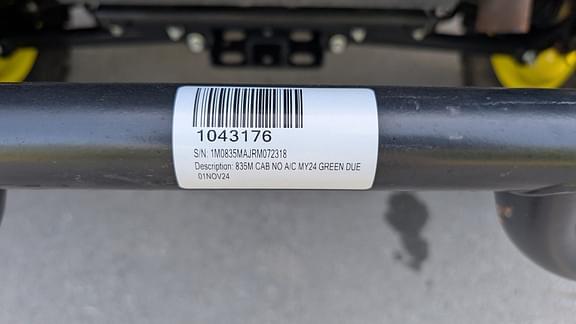 1043176
S/N: 1M0835MAJRM072318
Description: 835M CAB NO A/C MY24 GREEN DUE
01NOV24